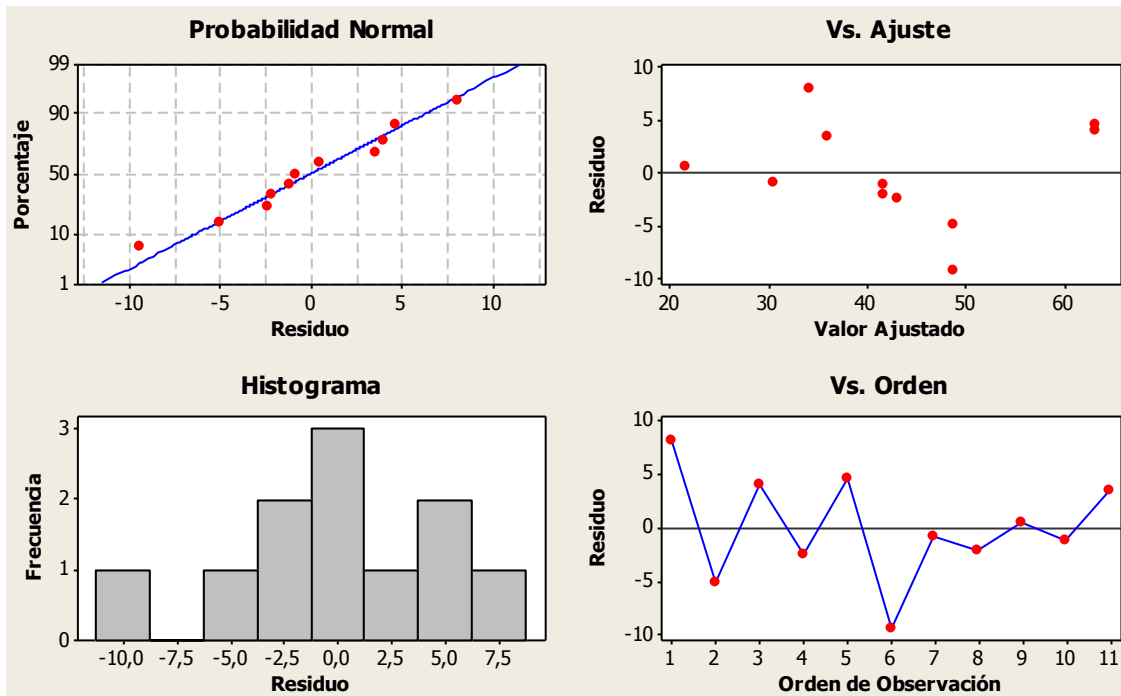 Probabilidad Normal
99
90
50
10
1
Porcentaje
-10 -5 0 5 10
Residuo
Vs. Ajuste
10
5
0
-5
-10
Residuo
20 30 40 50 60
Valor Ajustado
Histograma
3
2
1
0
Frecuencia
-10,0 -7,5 -5,0 -2,5 0,0 2,5 5,0 7,5
Residuo
Vs. Orden
10
5
0
-5
-10
Residuo
1 2 3 4 5 6 7 8 9 10 11
Orden de Observación